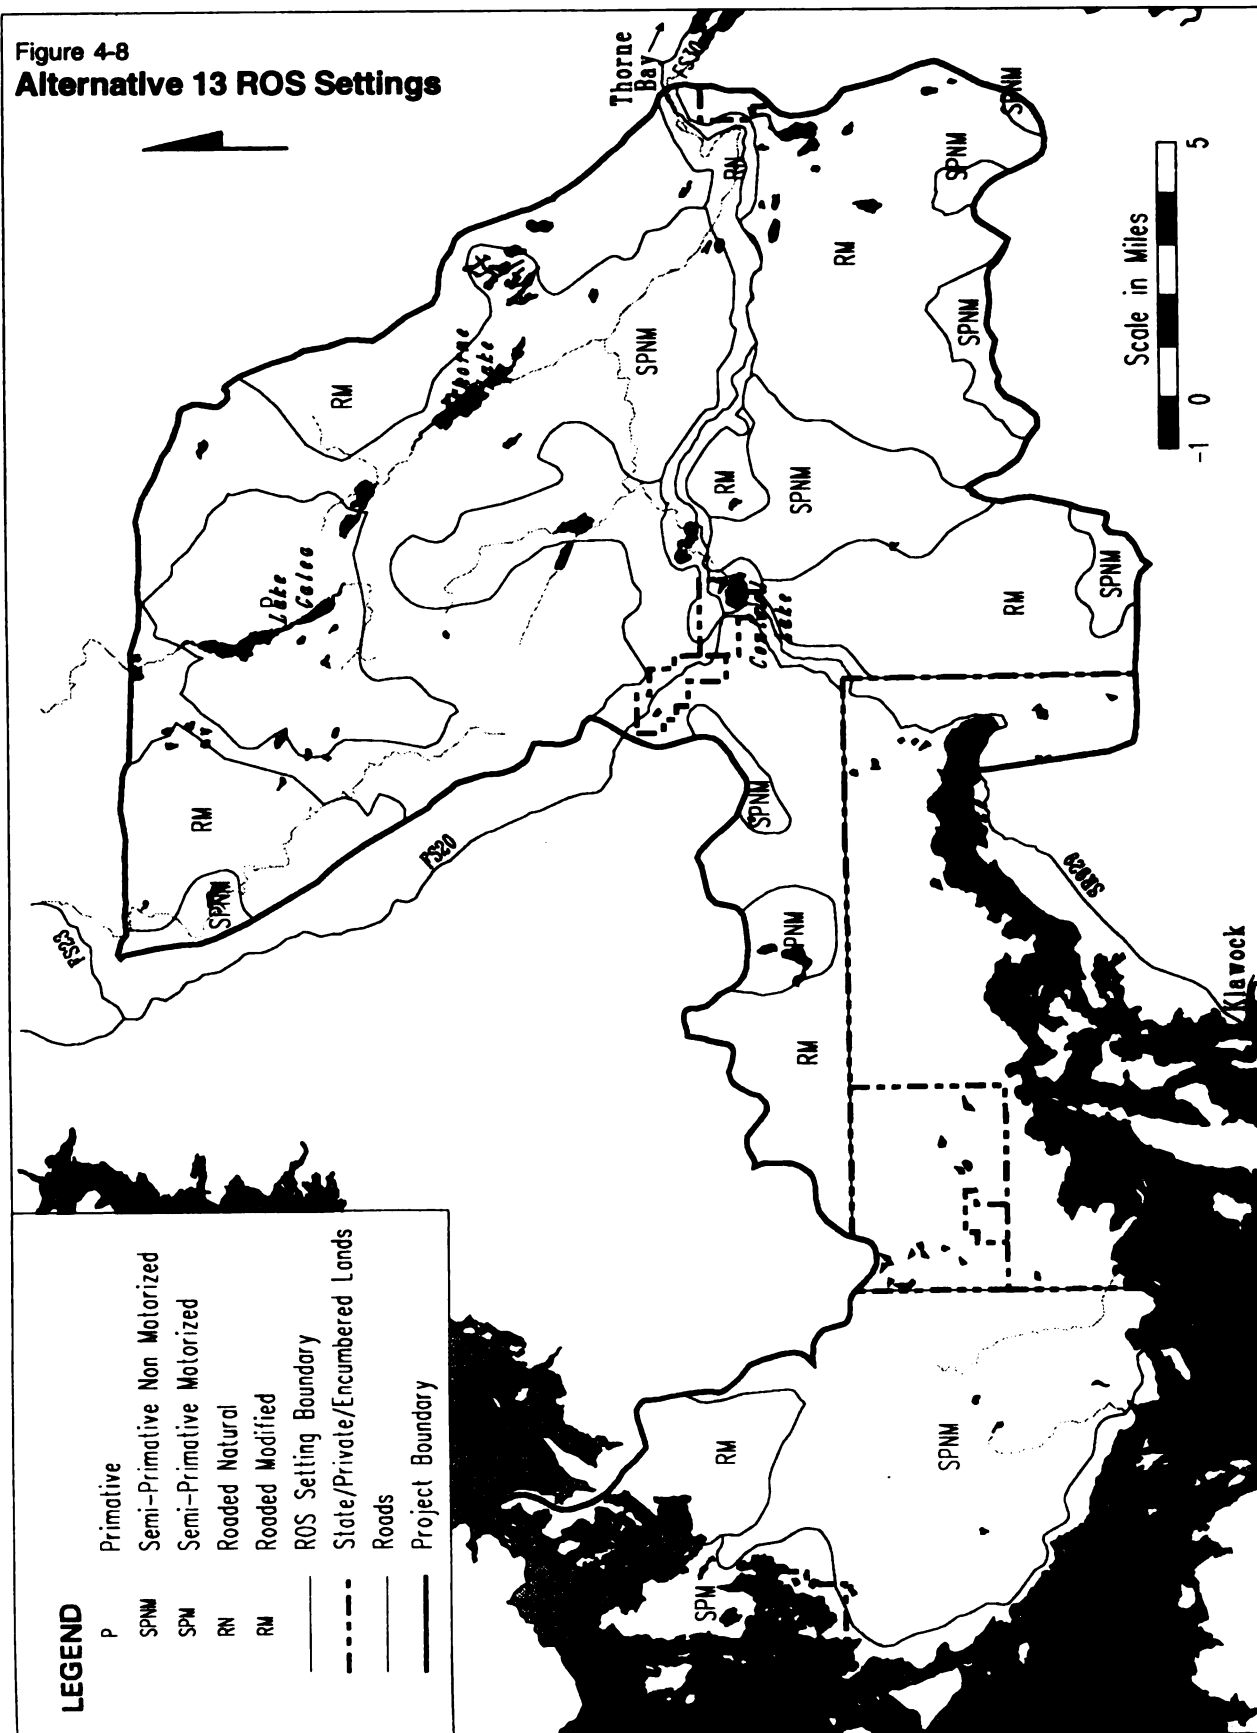 Figure 4-8
Alternative 13 ROS Settings
Thorne
Bay
SPNM
SPNM
RN
RM
SPNM
SPNM
RM
Lake
RM
SPNM
P
Lake
Galea
RM
SPNM
RM
SPNM
Lake
SPNM
SPNM
RM
RM
SPNM
SPM
FS20
FS23
SR929
Klawock
Scale in Miles
-1 0 5
LEGEND
P Primative
SPNM Semi-Primative Non Motorized
SPM Semi-Primative Motorized
RN Roaded Natural
RM Roaded Modified
ROS Setting Boundary
State/Private/Encumbered Lands
Roads
Project Boundary